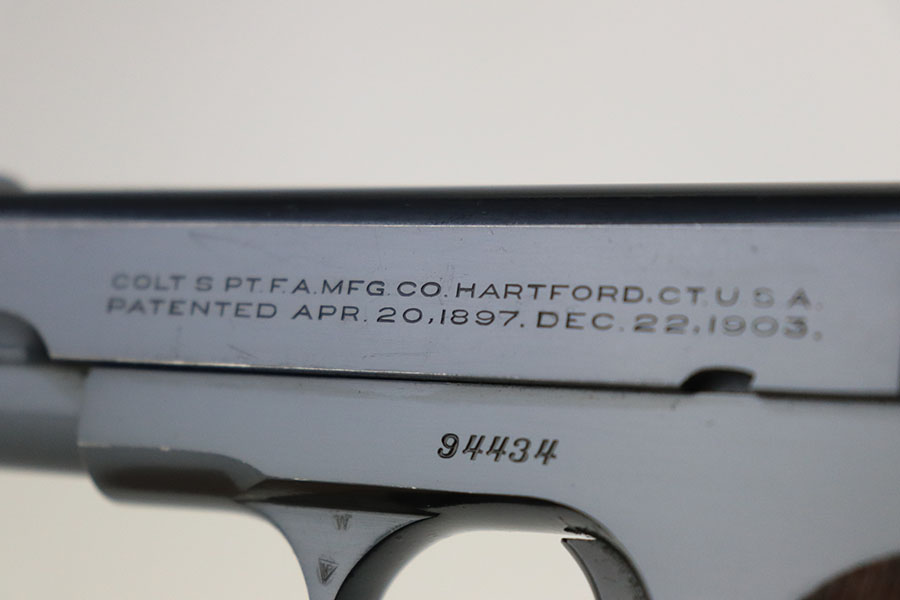 COLT S PT. F.A. MFG. CO. HARTFORD. CT. U S A.
PATENTED APR. 20, 1897. DEC. 22, 1903.
94434
W